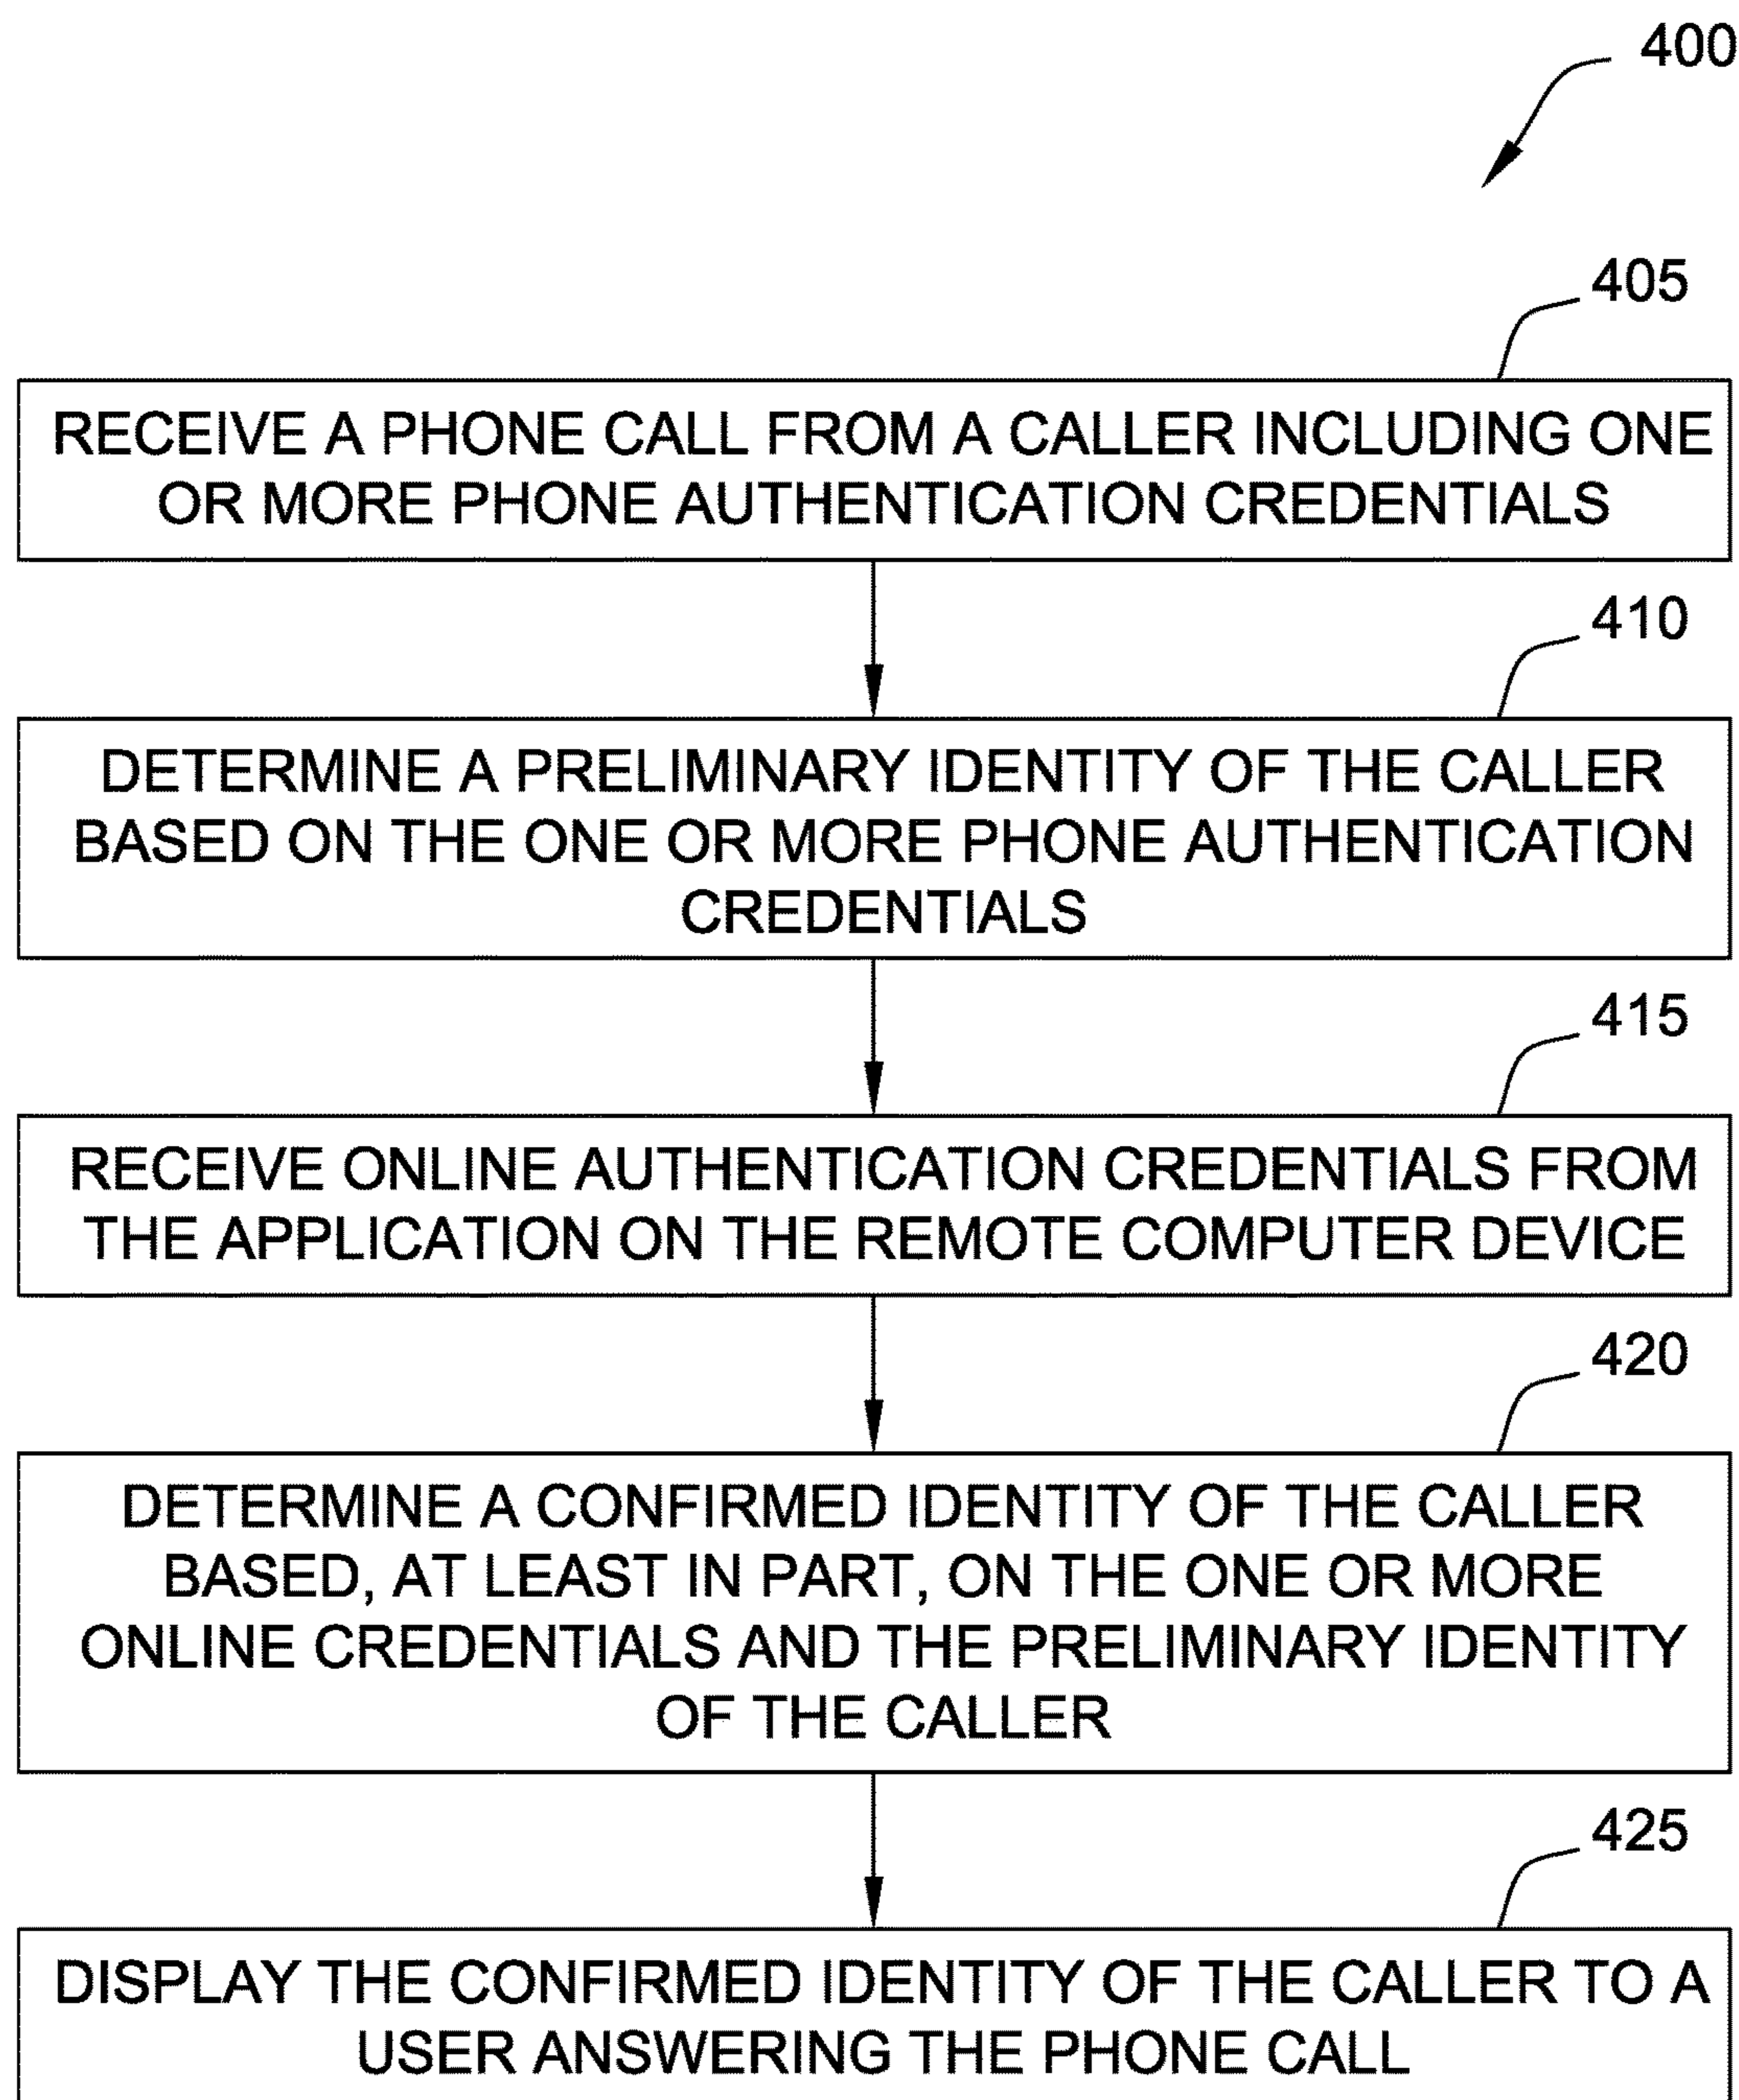 400
405
RECEIVE A PHONE CALL FROM A CALLER INCLUDING ONE
OR MORE PHONE AUTHENTICATION CREDENTIALS
410
DETERMINE A PRELIMINARY IDENTITY OF THE CALLER
BASED ON THE ONE OR MORE PHONE AUTHENTICATION
CREDENTIALS
415
RECEIVE ONLINE AUTHENTICATION CREDENTIALS FROM
THE APPLICATION ON THE REMOTE COMPUTER DEVICE
420
DETERMINE A CONFIRMED IDENTITY OF THE CALLER
BASED, AT LEAST IN PART, ON THE ONE OR MORE
ONLINE CREDENTIALS AND THE PRELIMINARY IDENTITY
OF THE CALLER
425
DISPLAY THE CONFIRMED IDENTITY OF THE CALLER TO A
USER ANSWERING THE PHONE CALL